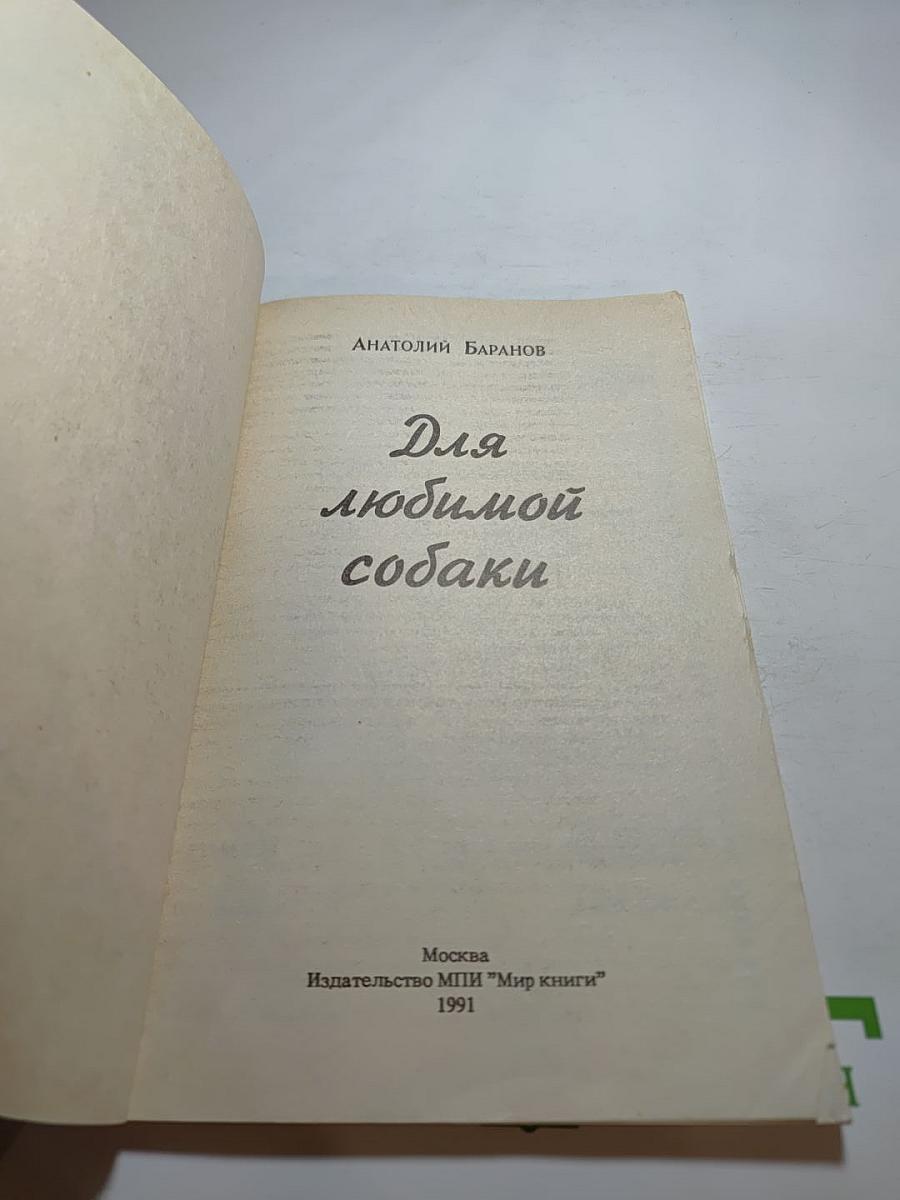 Анатолий Баранов
Для
любимой
собаки
Москва
Издательство МПИ "Мир книги"
1991